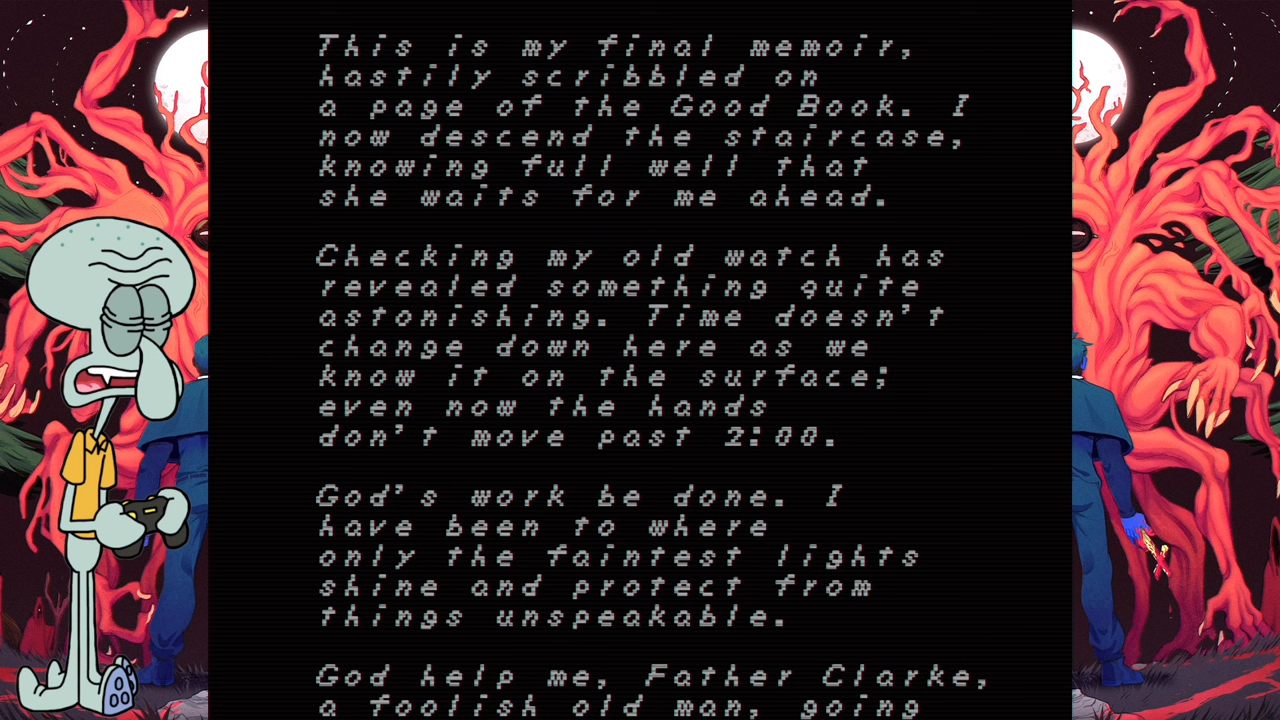 This is my final memoir,
hastily scribbled on
a page of the Good Book. I
now descend the staircase,
knowing full well that
she waits for me ahead.
Checking my old watch has
revealed something quite
astonishing. Time doesn't
change down here as we
know it on the surface;
even now the hands
don't move past 2:00.
God's work be done. I
have been to where
only the faintest lights
shine and protect from
things unspeakable.
God help me, Father Clarke,
a foolish old man, going